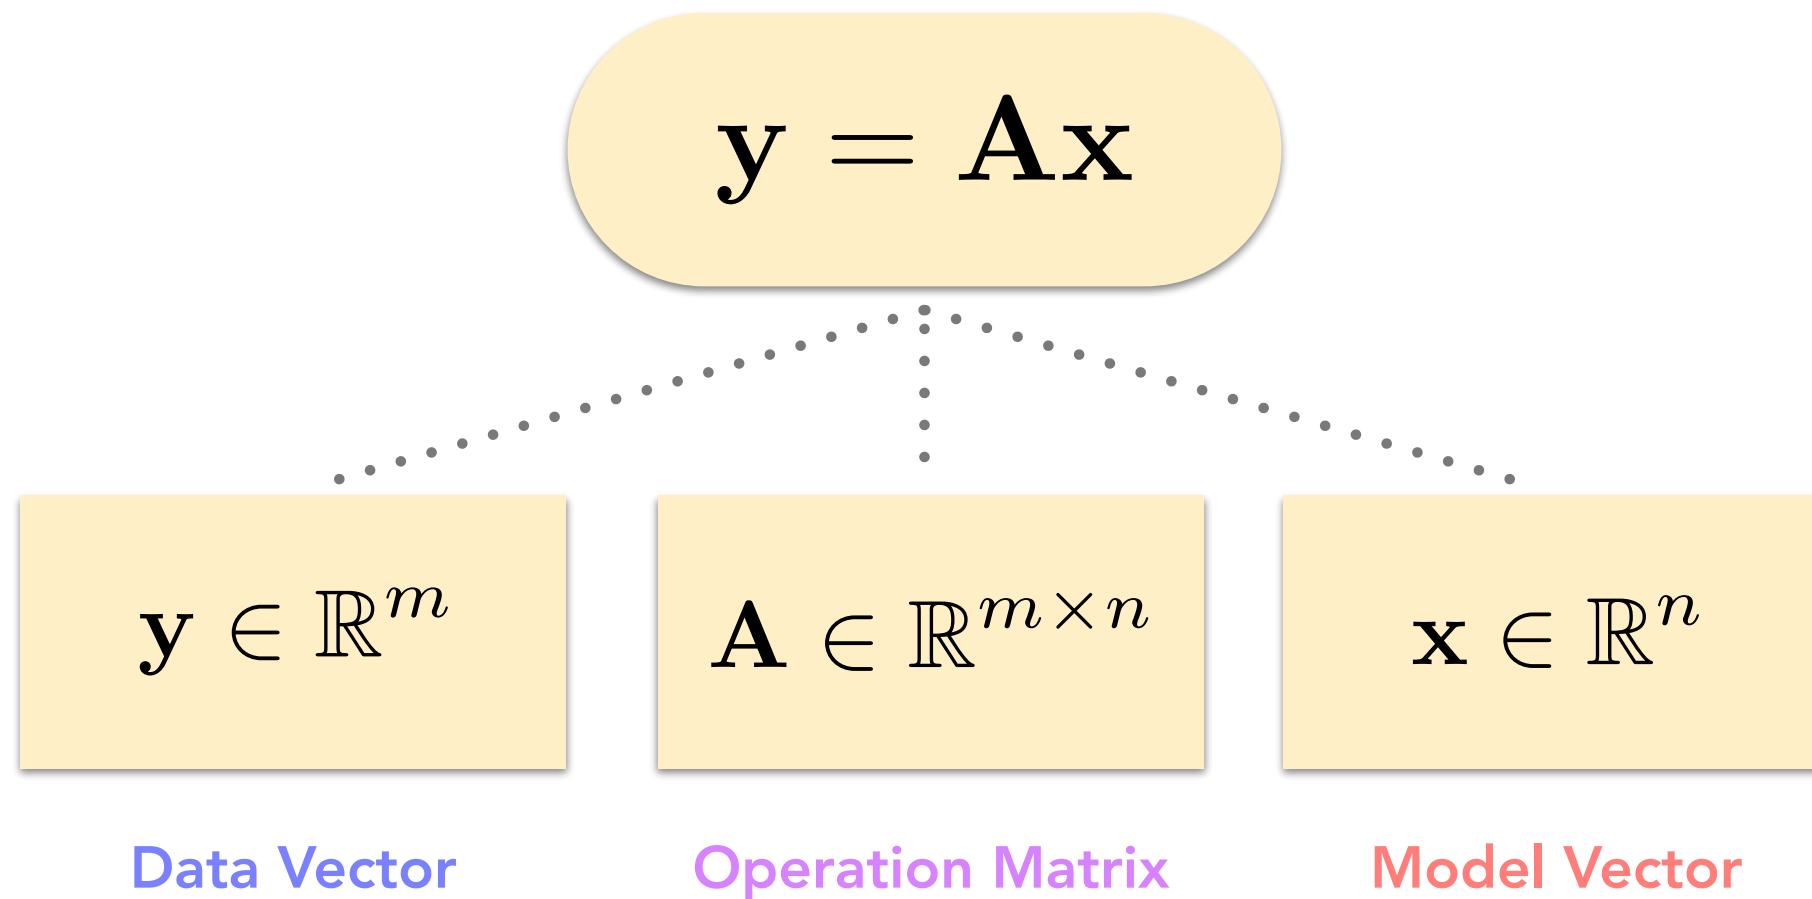 y = Ax
y ∈ ℝ^m
A ∈ ℝ^{m×n}
x ∈ ℝ^n
Data Vector
Operation Matrix
Model Vector